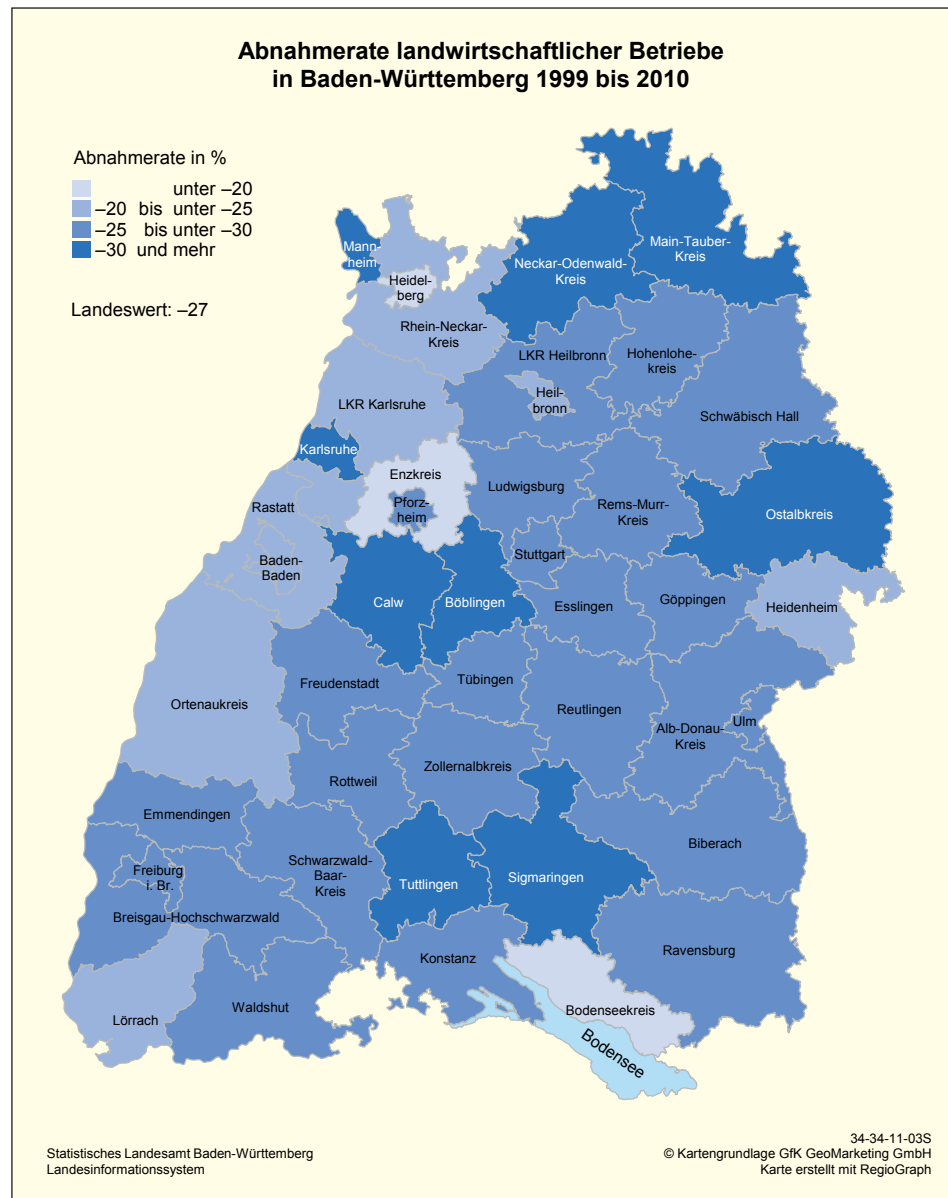 Abnahmerate landwirtschaftlicher Betriebe
in Baden-Württemberg 1999 bis 2010
Abnahmerate in %
unter –20
–20 bis unter –25
–25 bis unter –30
–30 und mehr
Landeswert: –27
Mann-
heim
Heidel-
berg
Rhein-Neckar-
Kreis
Neckar-Odenwald-
Kreis
Main-Tauber-
Kreis
LKR Heilbronn
Heil-
bronn
Hohenlohe-
kreis
Schwäbisch Hall
LKR Karlsruhe
Karlsruhe
Enzkreis
Pforz-
heim
Ludwigsburg
Rems-Murr-
Kreis
Ostalbkreis
Rastatt
Baden-
Baden
Calw
Böblingen
Stuttgart
Esslingen
Göppingen
Heidenheim
Ortenaukreis
Freudenstadt
Tübingen
Reutlingen
Alb-Donau-
Kreis
Ulm
Rottweil
Zollernalbkreis
Emmendingen
Freiburg
i. Br.
Breisgau-Hochschwarzwald
Schwarzwald-
Baar-
Kreis
Tuttlingen
Sigmaringen
Biberach
Ravensburg
Konstanz
Bodenseekreis
Bodensee
Lörrach
Waldshut
Statistisches Landesamt Baden-Württemberg
Landesinformationssystem
34-34-11-03S
© Kartengrundlage GfK GeoMarketing GmbH
Karte erstellt mit RegioGraph